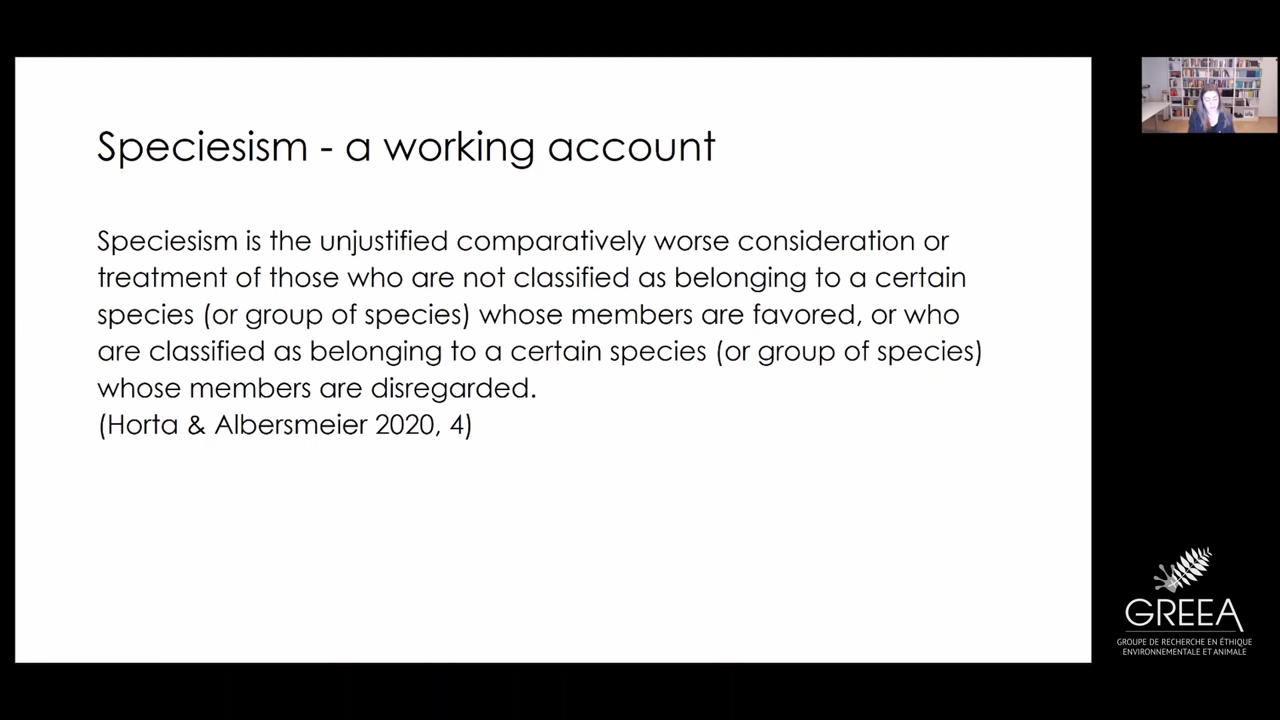 Speciesism - a working account
Speciesism is the unjustified comparatively worse consideration or
treatment of those who are not classified as belonging to a certain
species (or group of species) whose members are favored, or who
are classified as belonging to a certain species (or group of species)
whose members are disregarded.
(Horta & Albersmeier 2020, 4)
GREEA
GROUPE DE RECHERCHE EN ÉTHIQUE
ENVIRONNEMENTALE ET ANIMALE